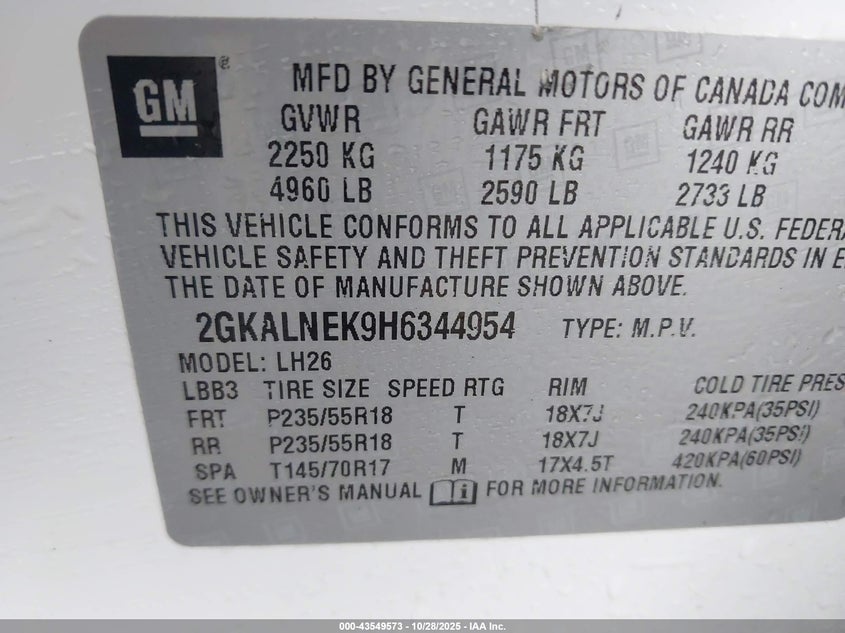 GM®
MFD BY GENERAL MOTORS OF CANADA COM
GVWR GAWR FRT GAWR RR
2250 KG 1175 KG 1240 KG
4960 LB 2590 LB 2733 LB
THIS VEHICLE CONFORMS TO ALL APPLICABLE U.S. FEDERA
VEHICLE SAFETY AND THEFT PREVENTION STANDARDS IN E
THE DATE OF MANUFACTURE SHOWN ABOVE.
2GKALNEK9H6344954 TYPE: M.P.V.
MODEL: LH26
LBB3 TIRE SIZE SPEED RTG RIM COLD TIRE PRES
FRT P235/55R18 T 18X7J 240KPA(35PSI)
RR P235/55R18 T 18X7J 240KPA(35PSI)
SPA T145/70R17 M 17X4.5T 420KPA(60PSI)
SEE OWNER'S MANUAL FOR MORE INFORMATION.
000-43549573 - 10/28/2025 - IAA Inc.